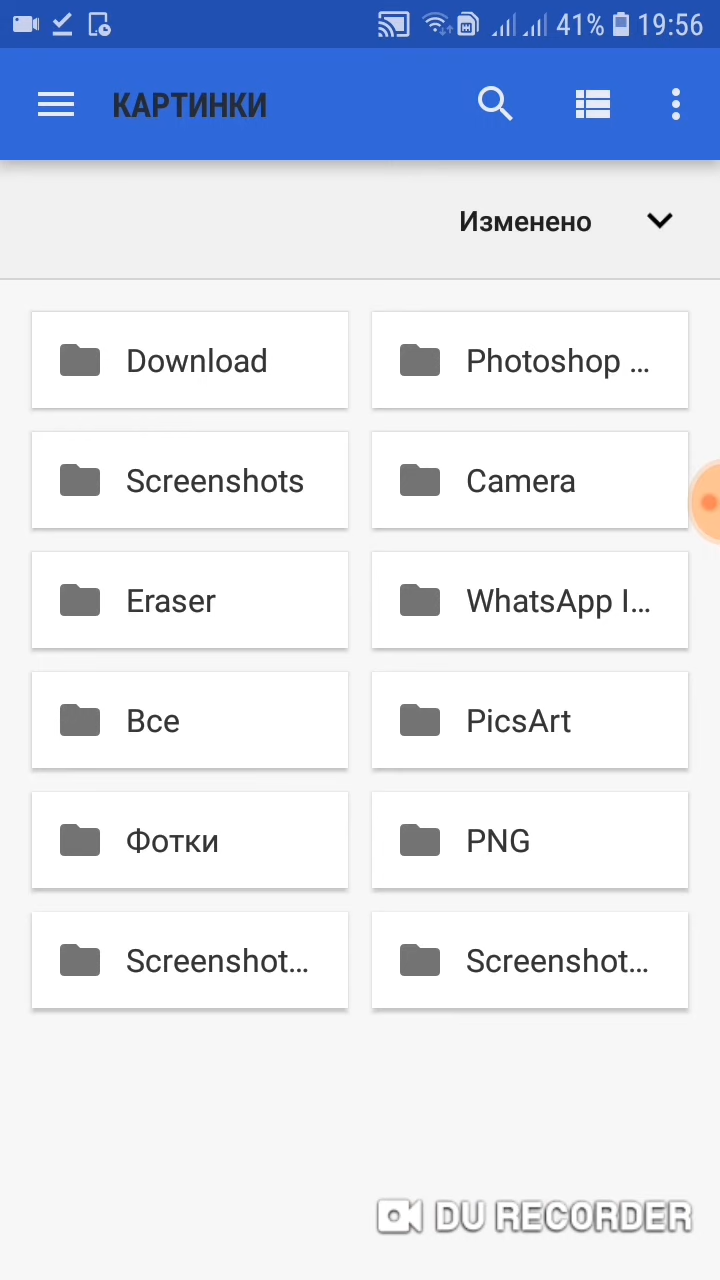 41% 19:56
КАРТИНКИ
Изменено
Download
Photoshop ...
Screenshots
Camera
Eraser
WhatsApp I...
Все
PicsArt
Фотки
PNG
Screenshot...
Screenshot...
DU RECORDER